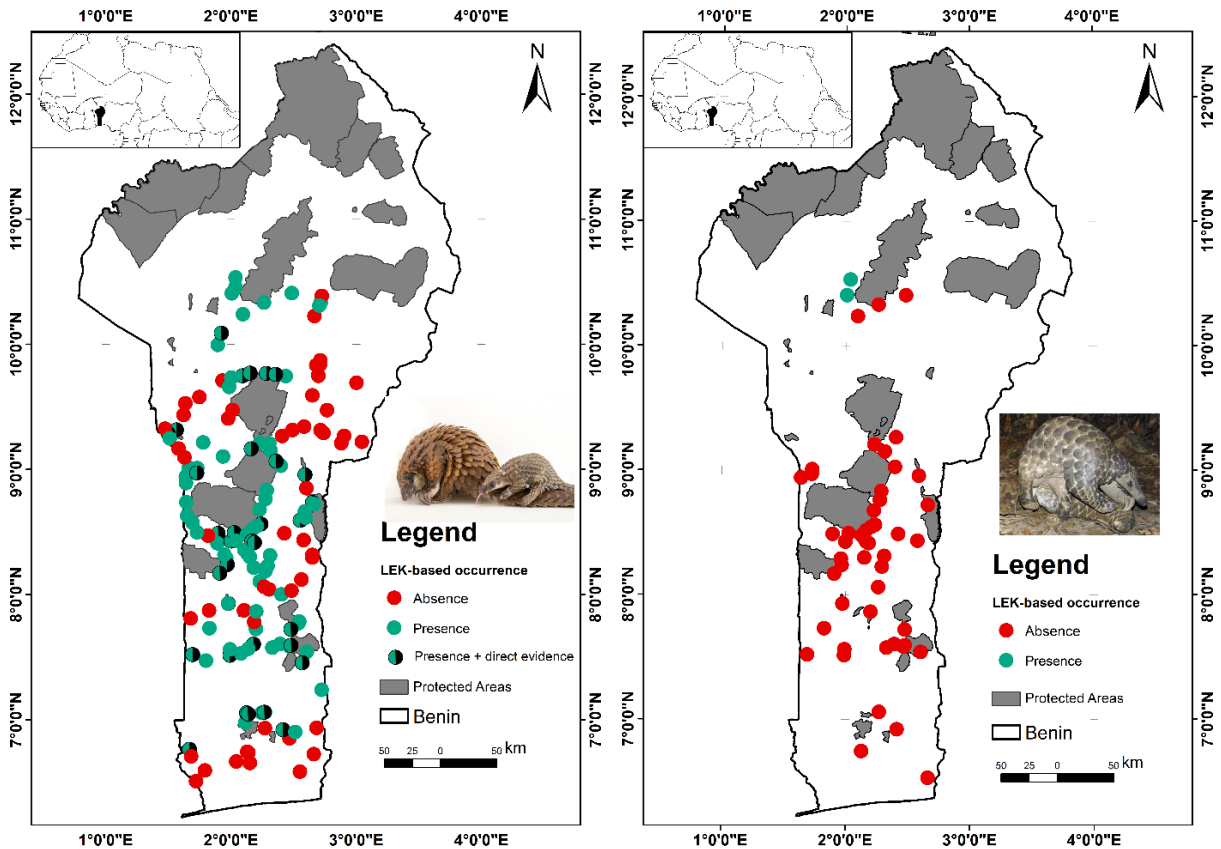 1°0'0"E 2°0'0"E 3°0'0"E 4°0'0"E
N
12°0'0"N 12°0'0"N
11°0'0"N 11°0'0"N
10°0'0"N 10°0'0"N
9°0'0"N 9°0'0"N
8°0'0"N 8°0'0"N
7°0'0"N 7°0'0"N
Legend
LEK-based occurrence
Absence
Presence
Presence + direct evidence
Protected Areas
Benin
50 25 0 50
km
1°0'0"E 2°0'0"E 3°0'0"E 4°0'0"E
1°0'0"E 2°0'0"E 3°0'0"E 4°0'0"E
N
12°0'0"N 12°0'0"N
11°0'0"N 11°0'0"N
10°0'0"N 10°0'0"N
9°0'0"N 9°0'0"N
8°0'0"N 8°0'0"N
7°0'0"N 7°0'0"N
Legend
LEK-based occurrence
Absence
Presence
Protected Areas
Benin
50 25 0 50
km
1°0'0"E 2°0'0"E 3°0'0"E 4°0'0"E